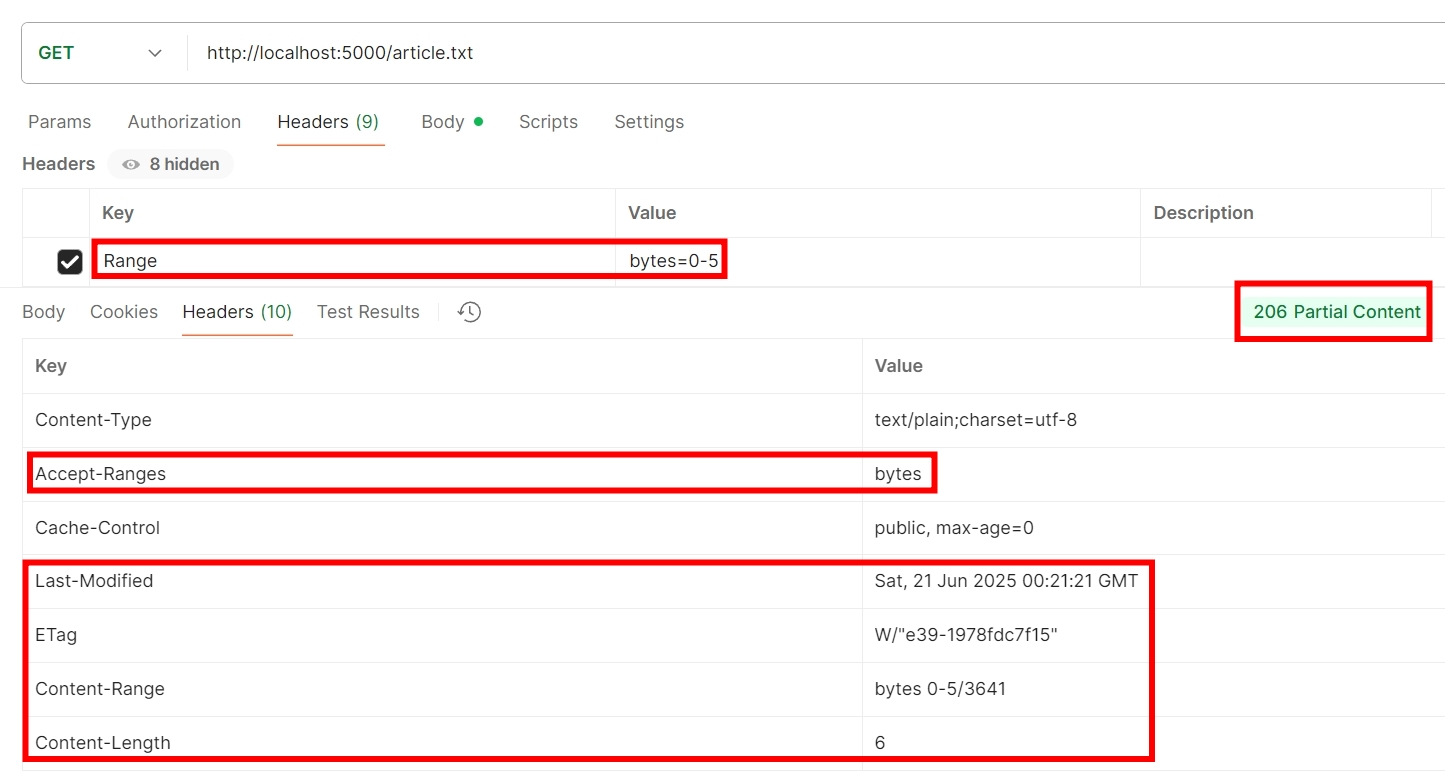 GET http://localhost:5000/article.txt
Params Authorization Headers (9) Body Scripts Settings
Headers 8 hidden
Key Value Description
Range bytes=0-5
Body Cookies Headers (10) Test Results 206 Partial Content
Key Value
Content-Type text/plain;charset=utf-8
Accept-Ranges bytes
Cache-Control public, max-age=0
Last-Modified Sat, 21 Jun 2025 00:21:21 GMT
ETag W/"e39-1978fdc7f15"
Content-Range bytes 0-5/3641
Content-Length 6